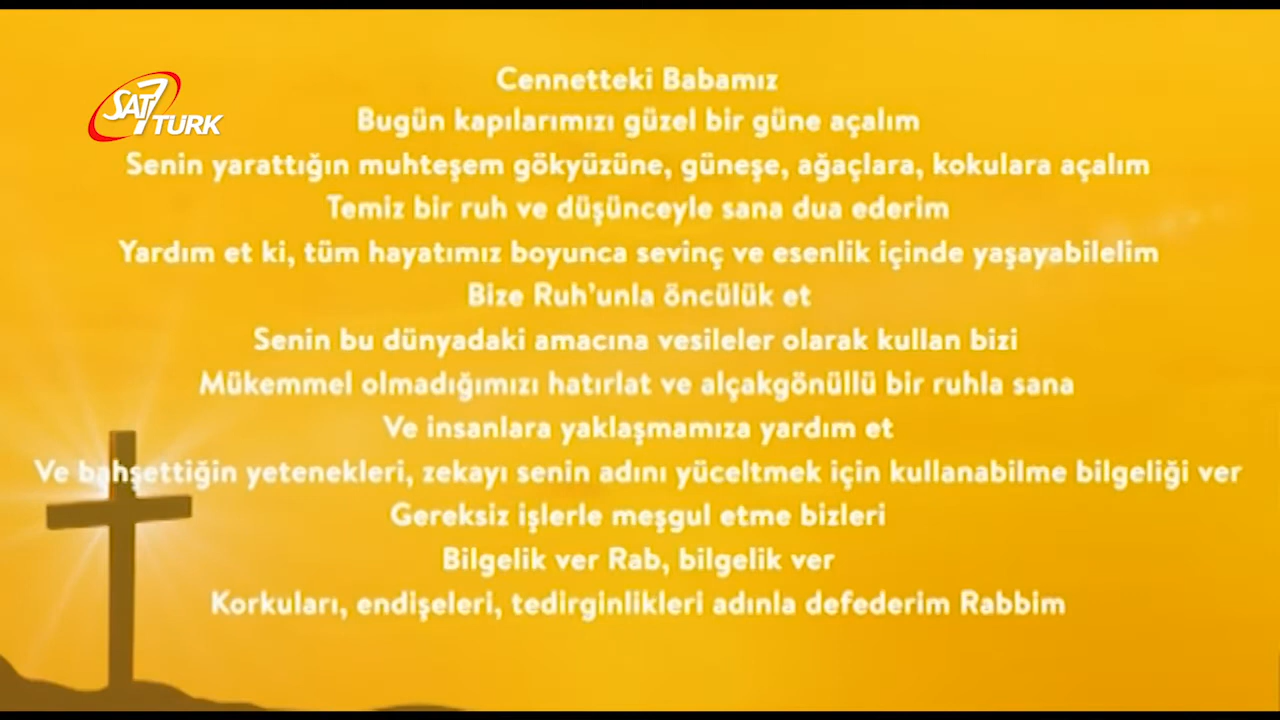 SAT7
TÜRK
Cennetteki Babamız
Bugün kapılarımızı güzel bir güne açalım
Senin yarattığın muhteşem gökyüzüne, güneşe, ağaçlara, kokulara açalım
Temiz bir ruh ve düşünceyle sana dua ederim
Yardım et ki, tüm hayatımız boyunca sevinç ve esenlik içinde yaşayabilelim
Bize Ruh'unla öncülük et
Senin bu dünyadaki amacına vesileler olarak kullan bizi
Mükemmel olmadığımızı hatırlat ve alçakgönüllü bir ruhla sana
Ve insanlara yaklaşmamıza yardım et
Ve bahşettiğin yetenekleri, zekayı senin adını yüceltmek için kullanabilme bilgeliği ver
Gereksiz işlerle meşgul etme bizleri
Bilgelik ver Rab, bilgelik ver
Korkuları, endişeleri, tedirginlikleri adınla defederim Rabbim